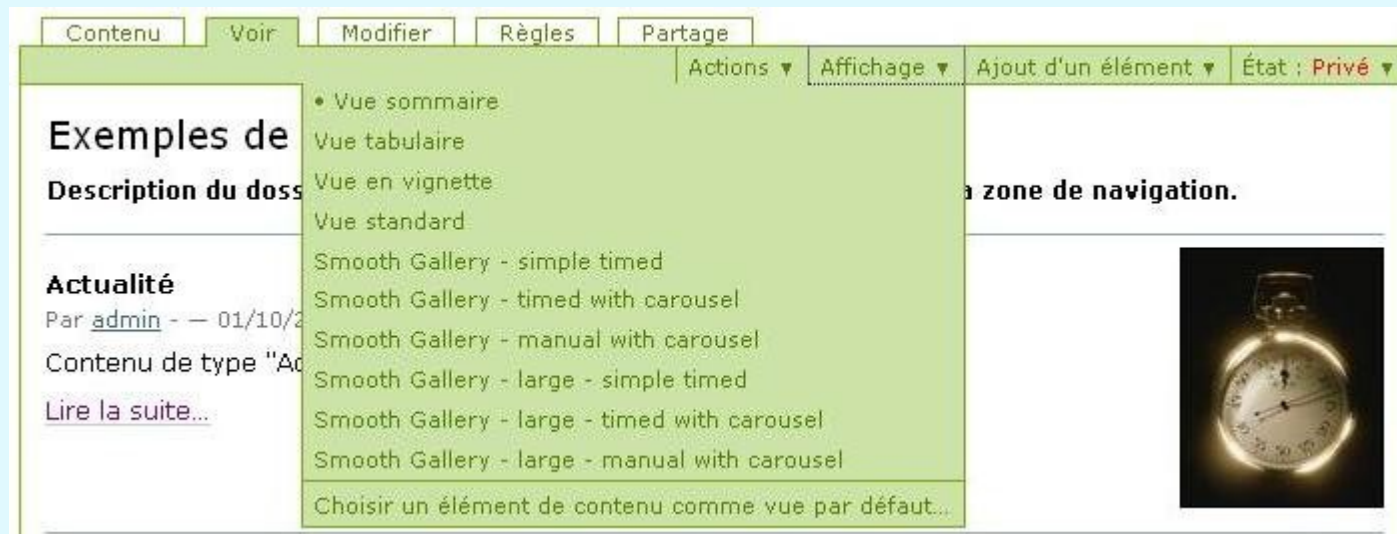 Contenu Voir Modifier Règles Partage
Actions ▼ Affichage ▼ Ajout d'un élément ▼ État : Privé ▼
• Vue sommaire
Exemples de
Vue tabulaire
Vue en vignette
Description du doss
zone de navigation.
Vue standard
Smooth Gallery - simple timed
Actualité
Smooth Gallery - timed with carousel
Par admin - — 01/10/2
Smooth Gallery - manual with carousel
Contenu de type "Ac
Smooth Gallery - large - simple timed
Lire la suite...
Smooth Gallery - large - timed with carousel
Smooth Gallery - large - manual with carousel
Choisir un élément de contenu comme vue par défaut...